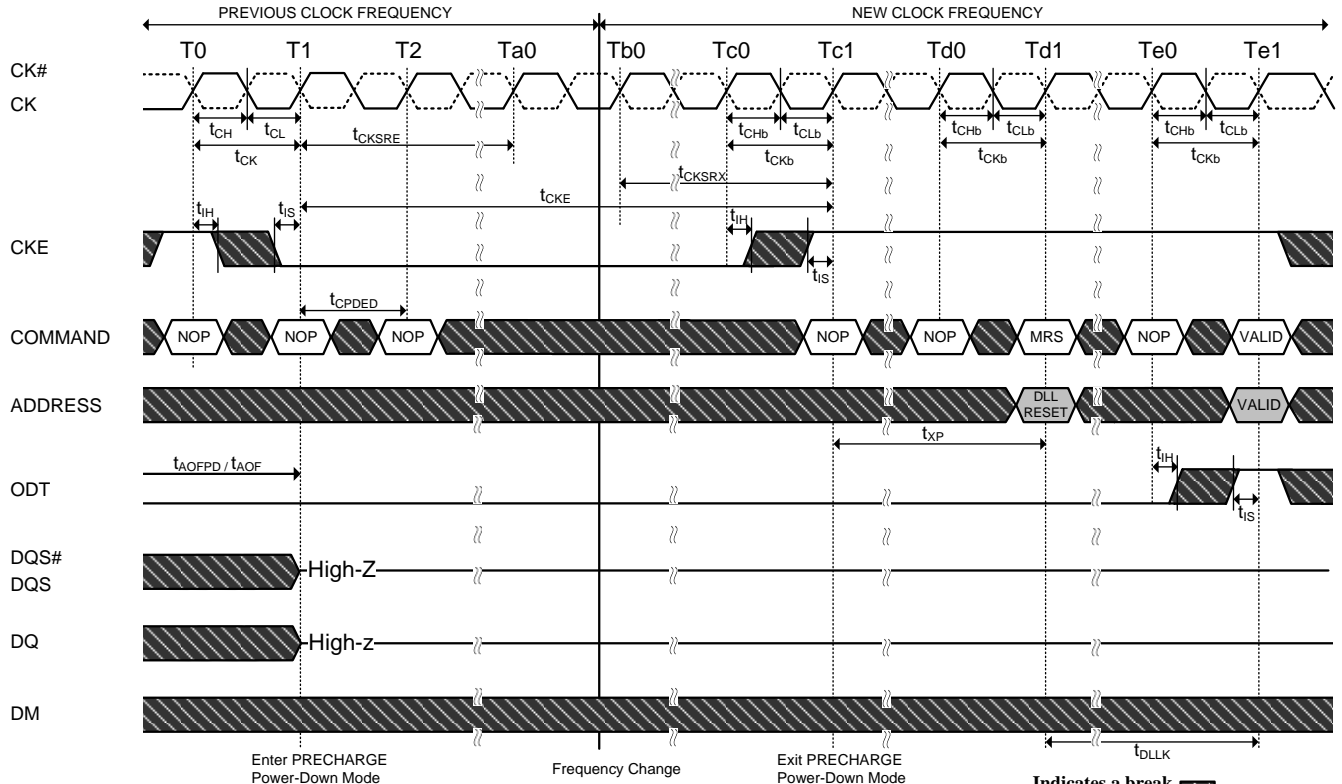 PREVIOUS CLOCK FREQUENCY NEW CLOCK FREQUENCY
T0 T1 T2 Ta0 Tb0 Tc0 Tc1 Td0 Td1 Te0 Te1
CK#
CK
tCH tCL tCHb tCLb tCHb tCLb tCHb tCLb
tCK tCKSRE tCKb tCKb tCKb
tCKSRX
tCKE
tIH tIS tIH
CKE
tIS
tCPDED
COMMAND NOP NOP NOP NOP NOP MRS NOP VALID
ADDRESS DLL RESET VALID
tXP
tAOFPD / tAOF tIH
ODT
tIS
DQS#
DQS High-Z
DQ High-z
DM
tDLLK
Enter PRECHARGE
Power-Down Mode
Frequency Change
Exit PRECHARGE
Power-Down Mode
Indicates a break